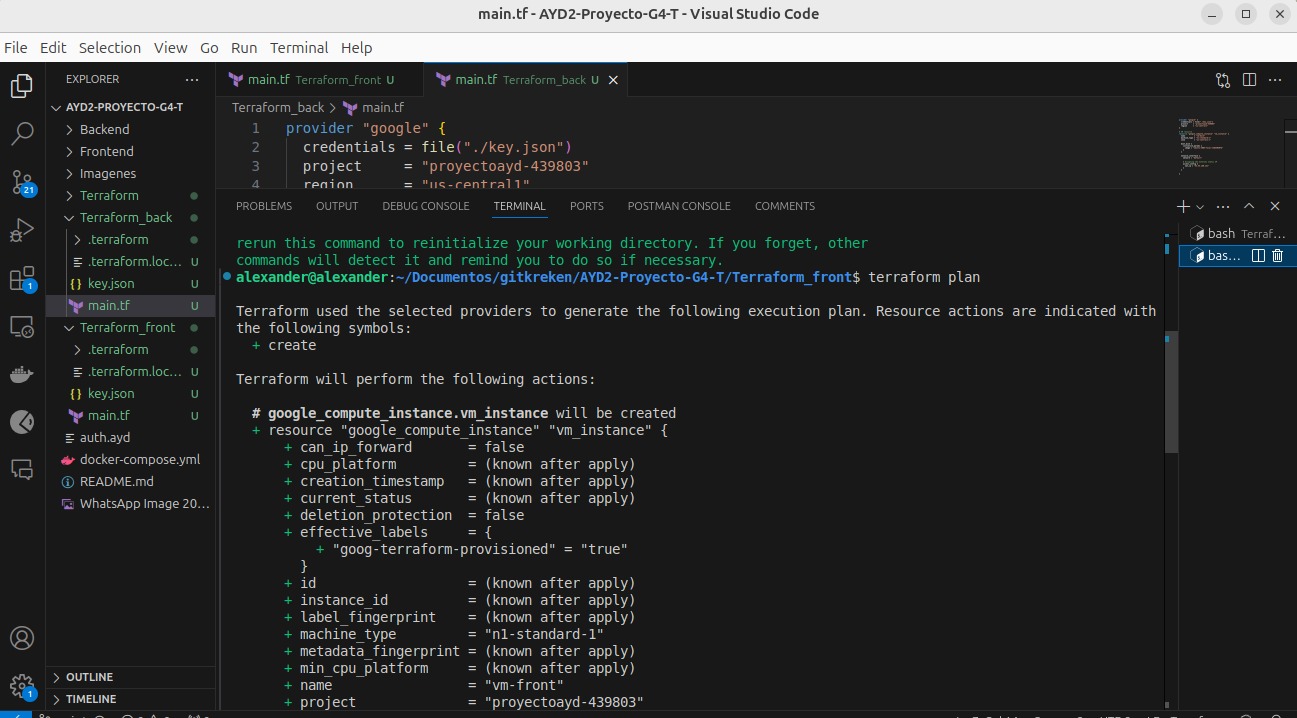 main.tf - AYD2-Proyecto-G4-T - Visual Studio Code
File Edit Selection View Go Run Terminal Help
EXPLORER
AYD2-PROYECTO-G4-T
Backend
Frontend
Imagenes
Terraform
Terraform_back
.terraform
.terraform.loc... U
key.json U
main.tf U
Terraform_front
.terraform
.terraform.loc... U
key.json U
main.tf U
auth.ayd
docker-compose.yml
README.md
WhatsApp Image 20...
OUTLINE
TIMELINE
21
1
1
main.tf Terraform_front U
main.tf Terraform_back U
Terraform_back > main.tf
1 provider "google" {
2 credentials = file("./key.json")
3 project = "proyectoayd-439803"
4 region = "us-central1"
PROBLEMS OUTPUT DEBUG CONSOLE TERMINAL PORTS POSTMAN CONSOLE COMMENTS
bash Terraf...
bas...
rerun this command to reinitialize your working directory. If you forget, other
commands will detect it and remind you to do so if necessary.
alexander@alexander:~/Documentos/gitkreken/AYD2-Proyecto-G4-T/Terraform_front$ terraform plan
Terraform used the selected providers to generate the following execution plan. Resource actions are indicated with
the following symbols:
+ create
Terraform will perform the following actions:
# google_compute_instance.vm_instance will be created
+ resource "google_compute_instance" "vm_instance" {
+ can_ip_forward = false
+ cpu_platform = (known after apply)
+ creation_timestamp = (known after apply)
+ current_status = (known after apply)
+ deletion_protection = false
+ effective_labels = {
+ "goog-terraform-provisioned" = "true"
}
+ id = (known after apply)
+ instance_id = (known after apply)
+ label_fingerprint = (known after apply)
+ machine_type = "n1-standard-1"
+ metadata_fingerprint = (known after apply)
+ min_cpu_platform = (known after apply)
+ name = "vm-front"
+ project = "proyectoayd-439803"